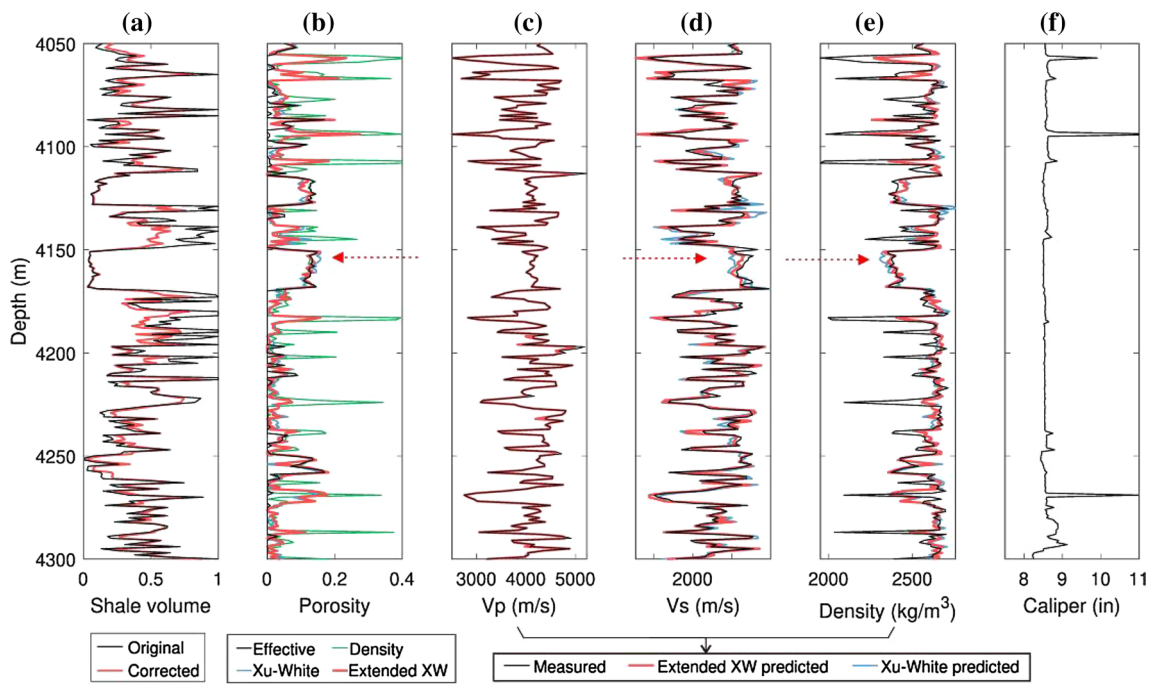 (a) (b) (c) (d) (e) (f)
4050
4100
4150
4200
4250
4300
Depth (m)
0 0.5 1 0 0.2 0.4 3000 4000 5000 2000 2000 2500 8 9 10 11
Shale volume Porosity Vp (m/s) Vs (m/s) Density (kg/m³) Caliper (in)
Original Effective Density
Corrected Xu-White Extended XW
Measured Extended XW predicted Xu-White predicted